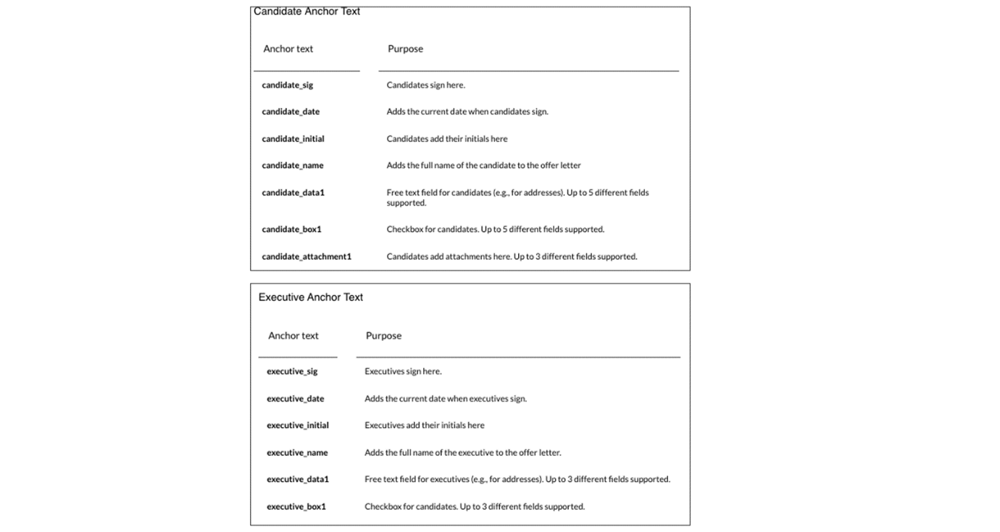 Candidate Anchor Text
Anchor text Purpose
candidate_sig Candidates sign here.
candidate_date Adds the current date when candidates sign.
candidate_initial Candidates add their initials here
candidate_name Adds the full name of the candidate to the offer letter
candidate_data1 Free text field for candidates (e.g., for addresses). Up to 5 different fields
supported.
candidate_box1 Checkbox for candidates. Up to 5 different fields supported.
candidate_attachment1 Candidates add attachments here. Up to 3 different fields supported.
Executive Anchor Text
Anchor text Purpose
executive_sig Executives sign here.
executive_date Adds the current date when executives sign.
executive_initial Executives add their initials here
executive_name Adds the full name of the executive to the offer letter.
executive_data1 Free text field for executives (e.g., for addresses). Up to 3 different fields supported.
executive_box1 Checkbox for candidates. Up to 3 different fields supported.